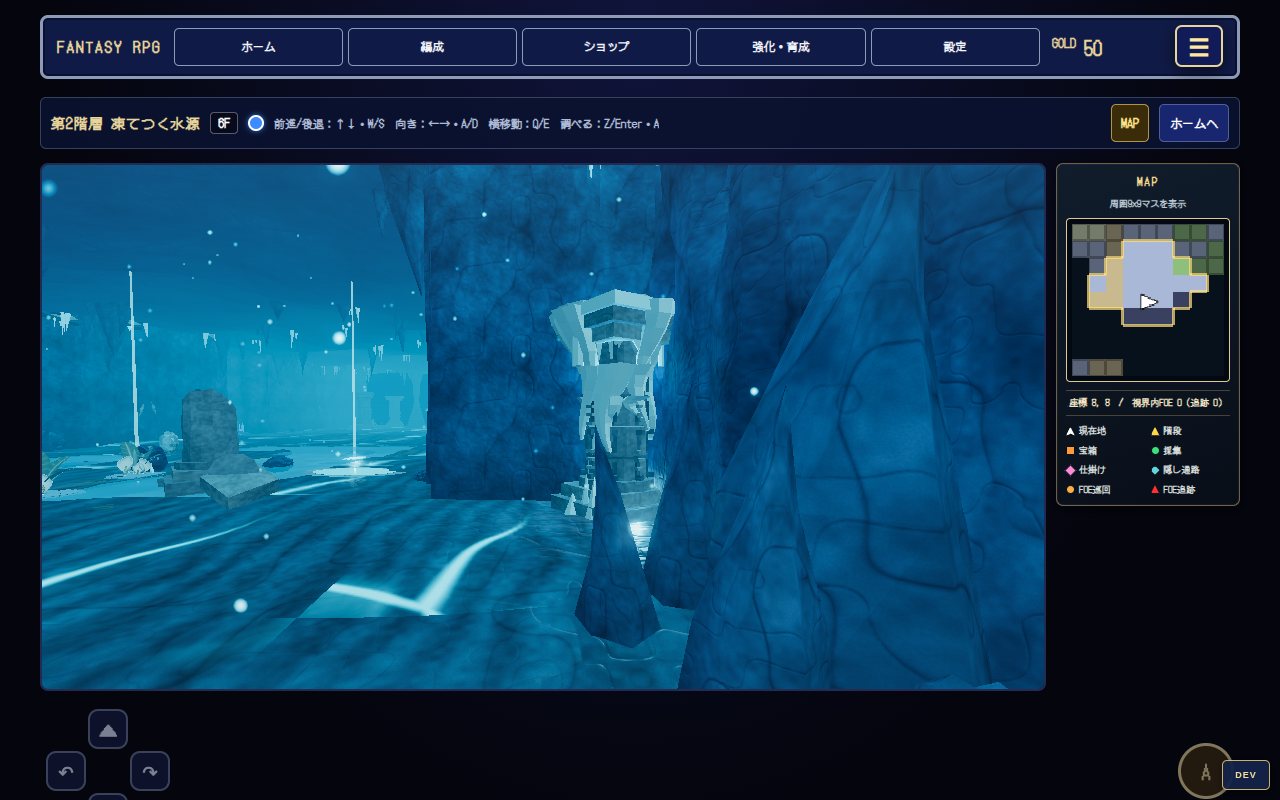 FANTASY RPG
ホーム
編成
ショップ
強化・育成
設定
GOLD 50
第2階層 凍てつく水源
6F
前進/後退：↑↓・W/S 向き：←→・A/D 横移動：Q/E 調べる：Z/Enter・A
MAP
ホームへ
MAP
周囲9x9マスを表示
座標 8, 8 / 視界内FOE 0（追跡 0）
現在地
階段
宝箱
採集
仕掛け
隠し通路
FOE巡回
FOE追跡
A
DEV